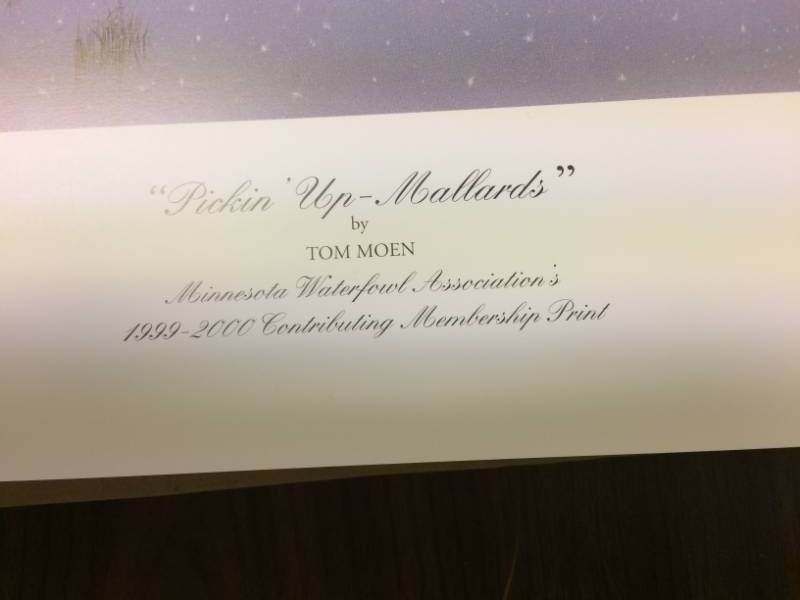 “Pickin’ Up-Mallards”
by
TOM MOEN
Minnesota Waterfowl Association's
1999-2000 Contributing Membership Print